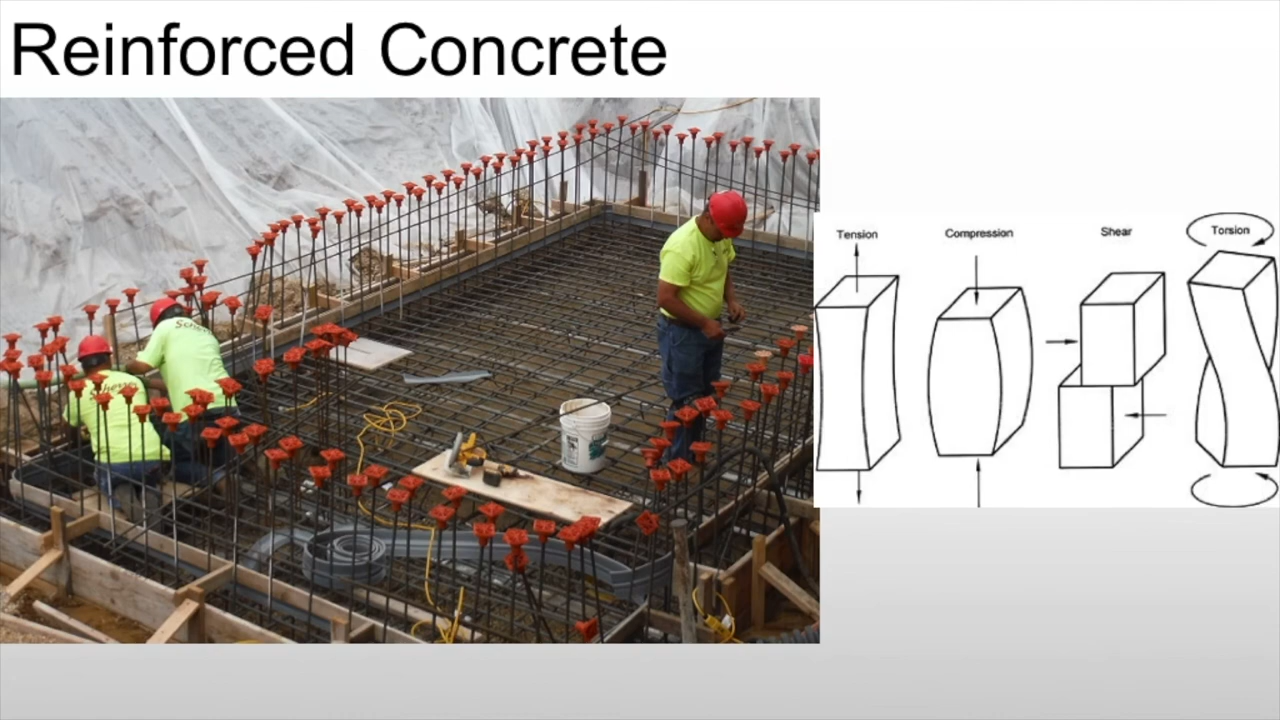 Reinforced Concrete
Tension
Compression
Shear
Torsion